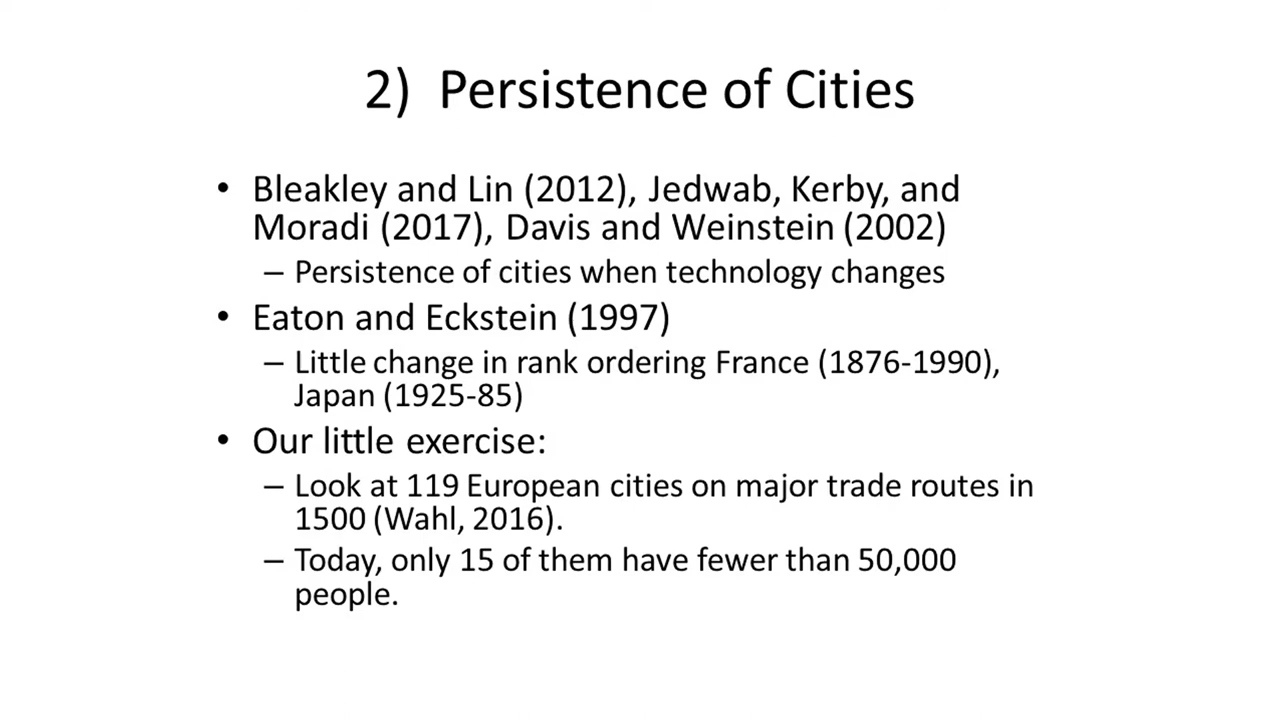 2) Persistence of Cities
• Bleakley and Lin (2012), Jedwab, Kerby, and
Moradi (2017), Davis and Weinstein (2002)
– Persistence of cities when technology changes
• Eaton and Eckstein (1997)
– Little change in rank ordering France (1876-1990),
Japan (1925-85)
• Our little exercise:
– Look at 119 European cities on major trade routes in
1500 (Wahl, 2016).
– Today, only 15 of them have fewer than 50,000
people.